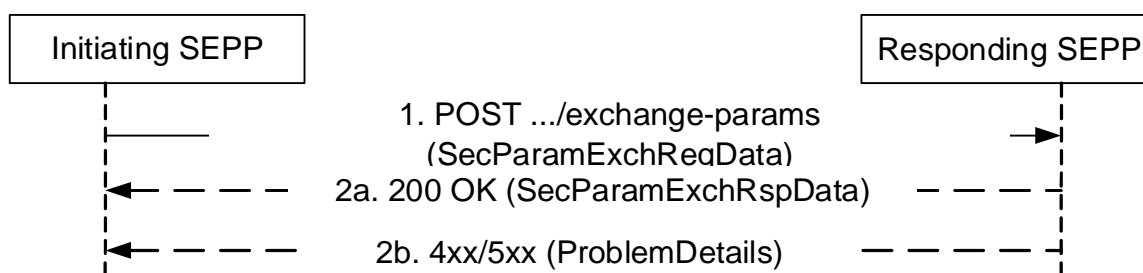 Initiating SEPP
Responding SEPP
1. POST .../exchange-params
(SecParamExchReqData)
2a. 200 OK (SecParamExchRspData)
2b. 4xx/5xx (ProblemDetails)